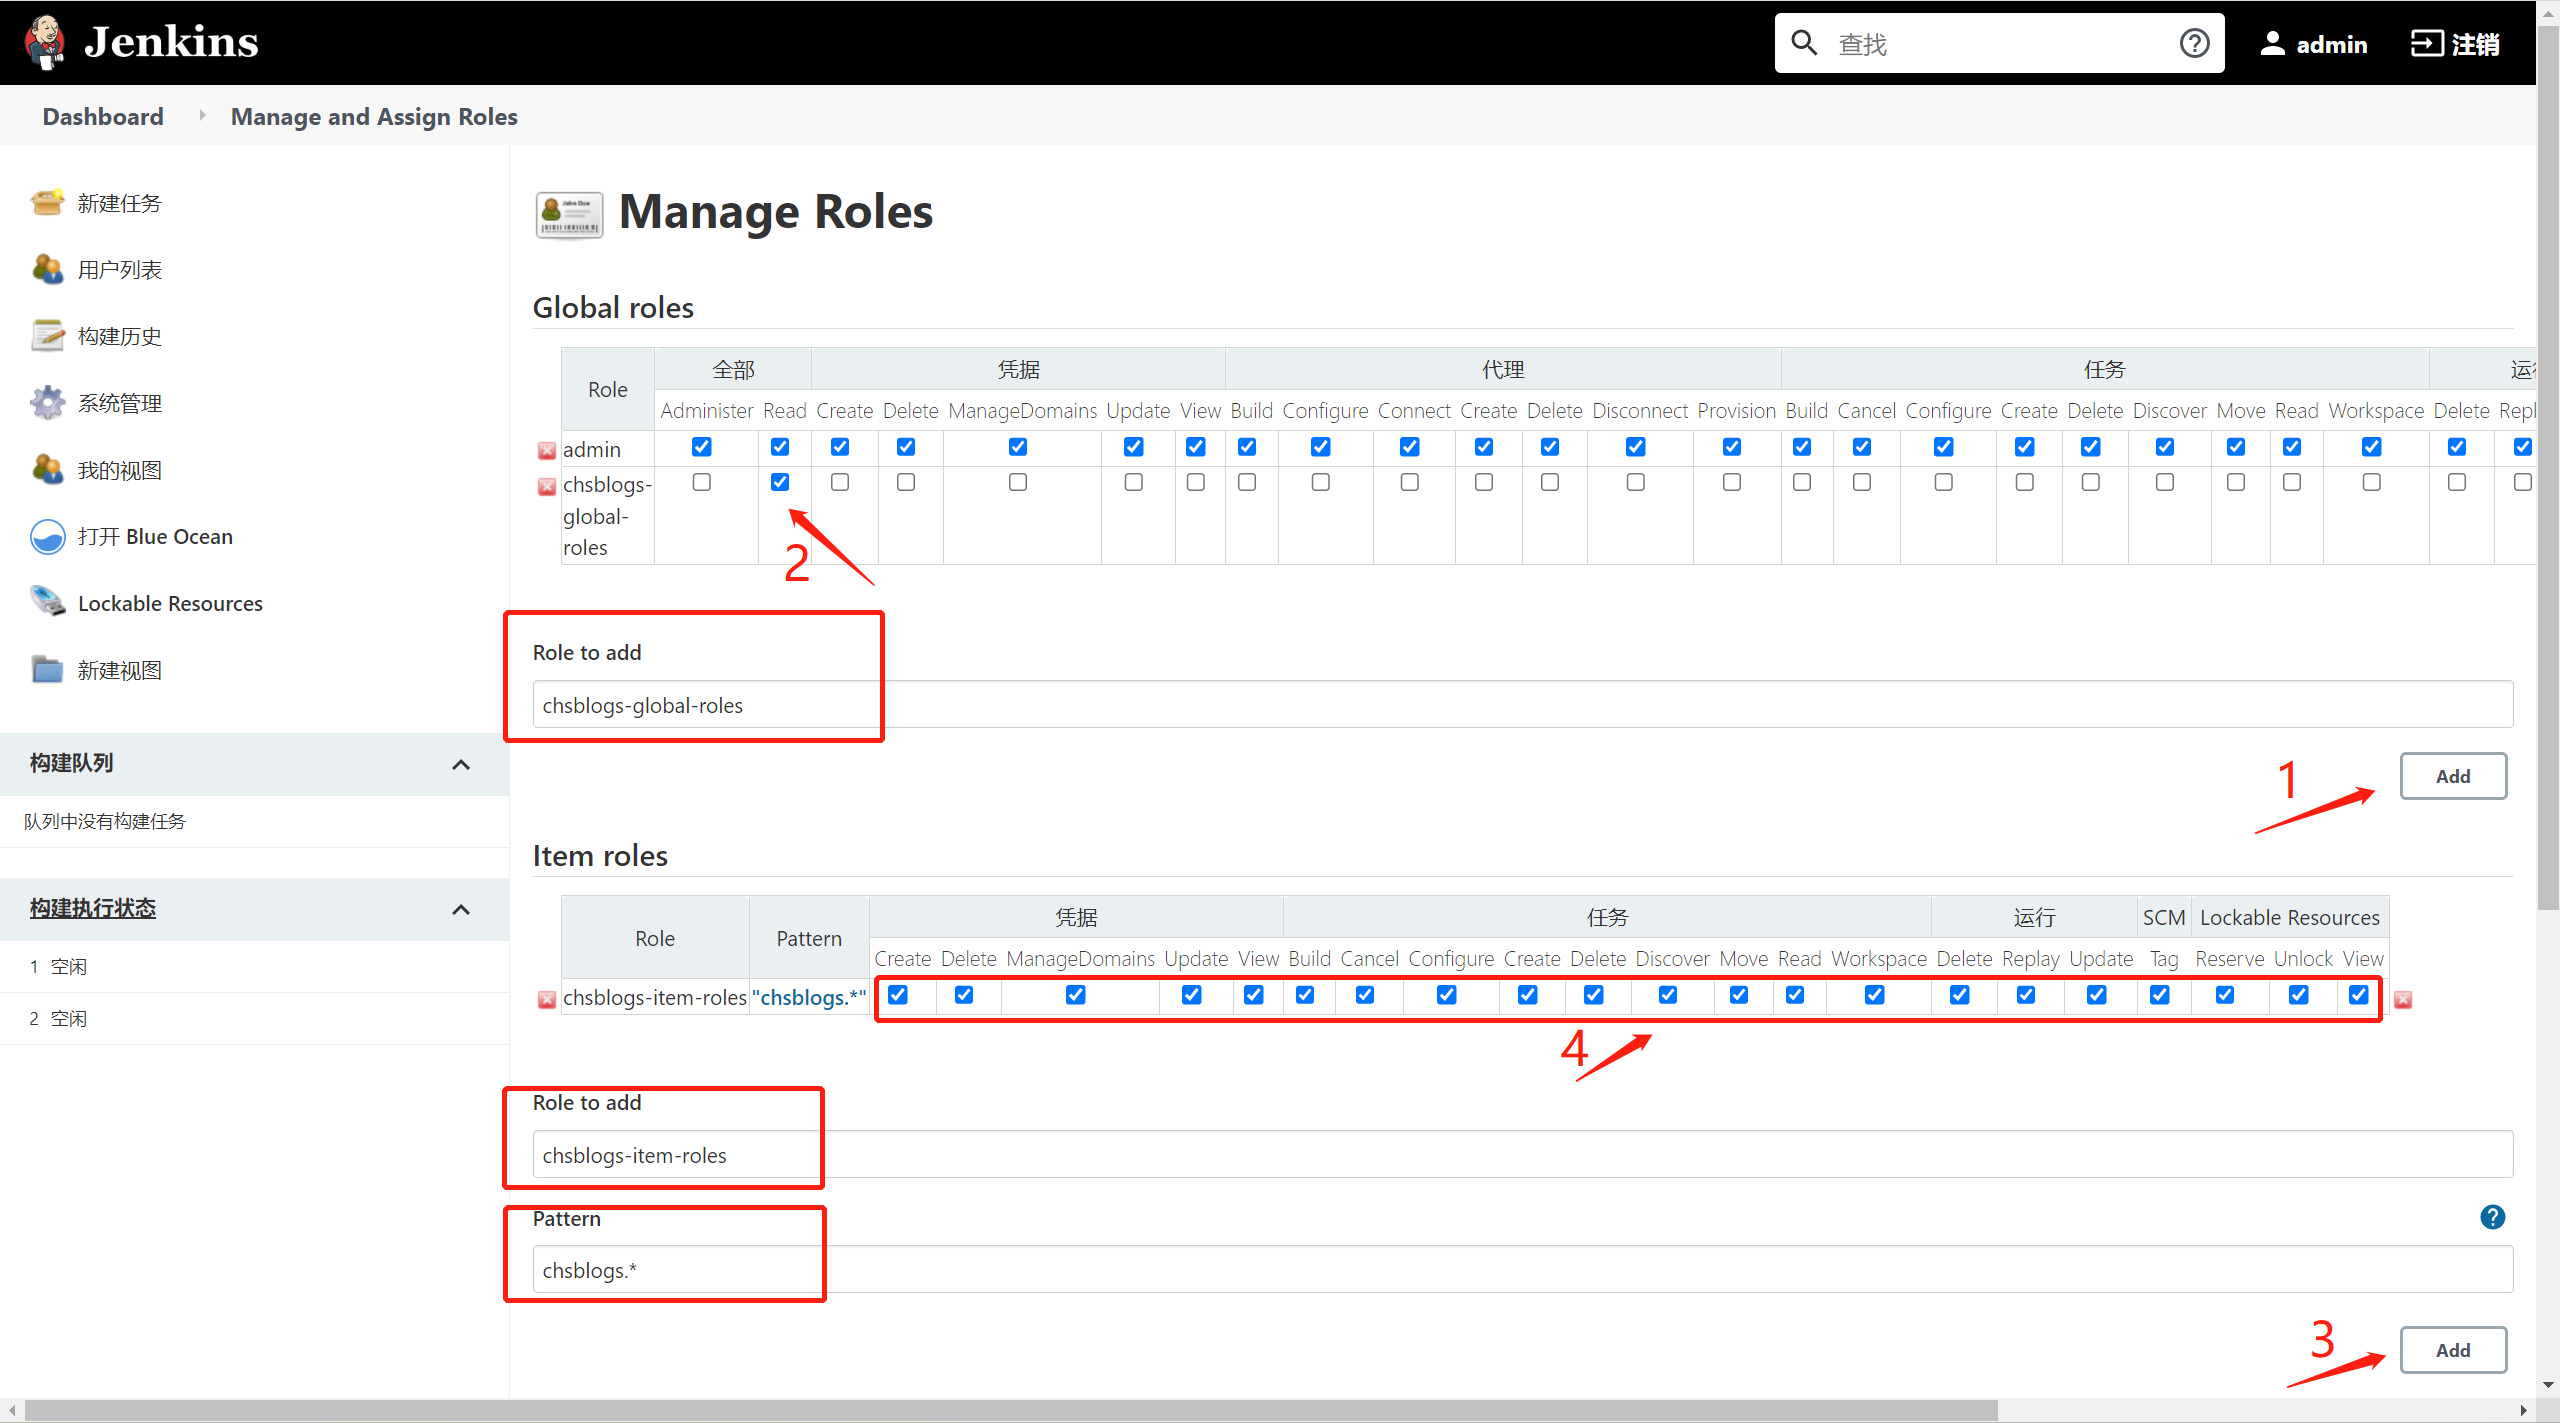 Jenkins
查找
admin
注销
Dashboard
Manage and Assign Roles
新建任务
用户列表
构建历史
系统管理
我的视图
打开 Blue Ocean
Lockable Resources
新建视图
构建队列
队列中没有构建任务
构建执行状态
1 空闲
2 空闲
Manage Roles
Global roles
Role 全部 凭据 代理 任务
Administer Read Create Delete ManageDomains Update View Build Configure Connect Create Delete Disconnect Provision Build Cancel Configure Create Delete Discover Move Read Workspace Delete Repl
admin
chsblogs-
global-
roles
2
Role to add
chsblogs-global-roles
1
Add
Item roles
Role Pattern 凭据 任务 运行 SCM Lockable Resources
Create Delete ManageDomains Update View Build Cancel Configure Create Delete Discover Move Read Workspace Delete Replay Update Tag Reserve Unlock View
chsblogs-item-roles "chsblogs.*"
4
Role to add
chsblogs-item-roles
Pattern
chsblogs.*
3
Add